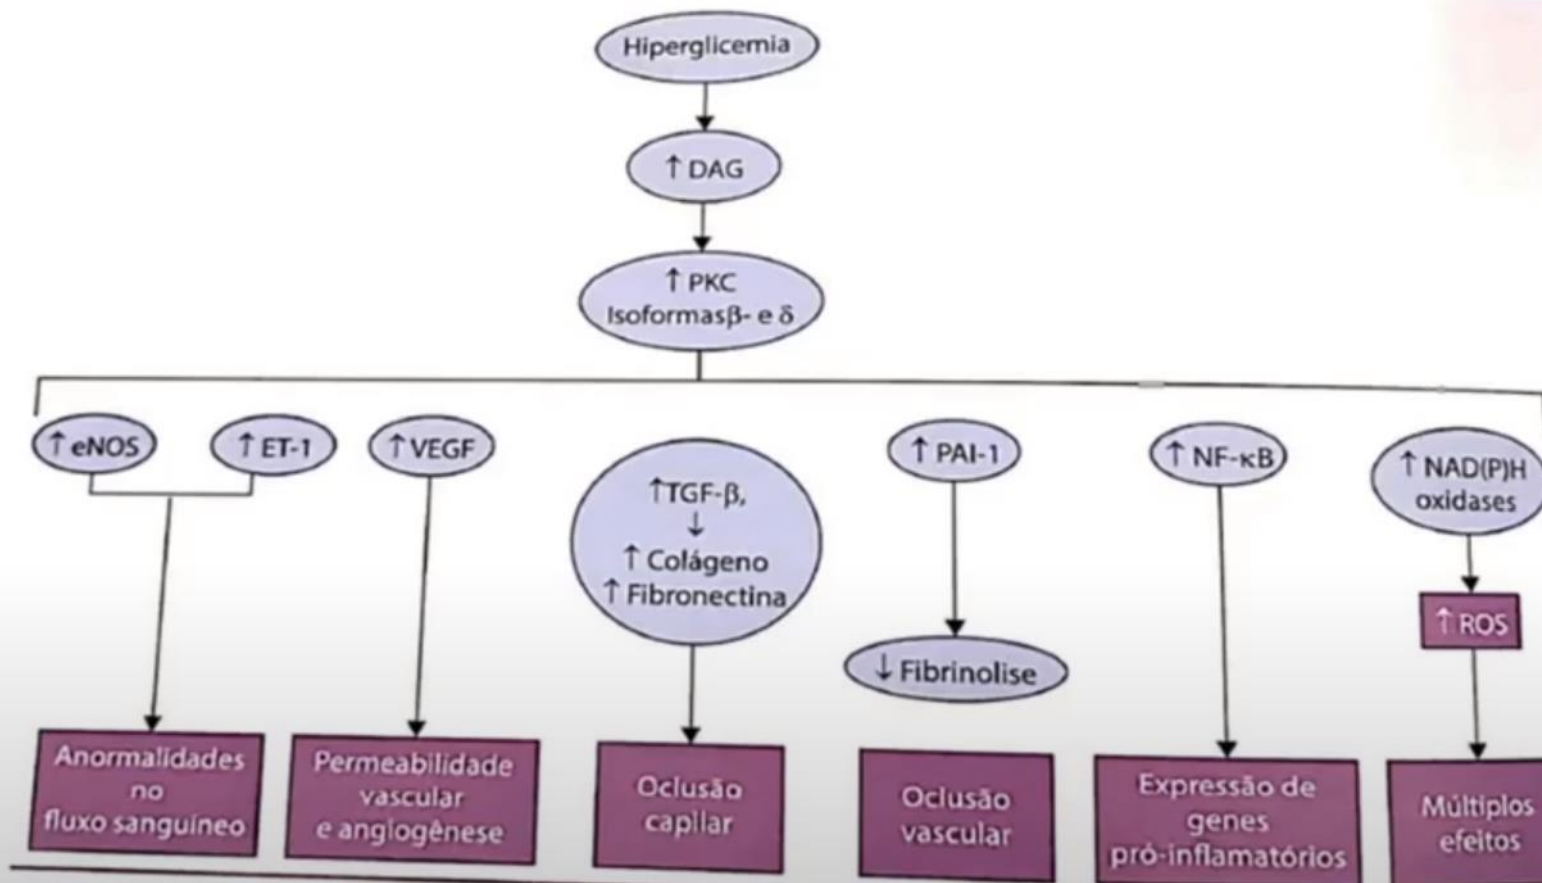 Hiperglicemia
↑ DAG
↑ PKC
Isoformasβ- e δ
↑ eNOS
↑ ET-1
↑ VEGF
↑TGF-β,
↓
↑ Colágeno
↑ Fibronectina
↑ PAI-1
↓ Fibrinolise
↑ NF-κB
↑ NAD(P)H
oxidases
↑ ROS
Anormalidades
no
fluxo sanguíneo
Permeabilidade
vascular
e angiogênese
Oclusão
capilar
Oclusão
vascular
Expressão de
genes
pró-inflamatórios
Múltiplos
efeitos